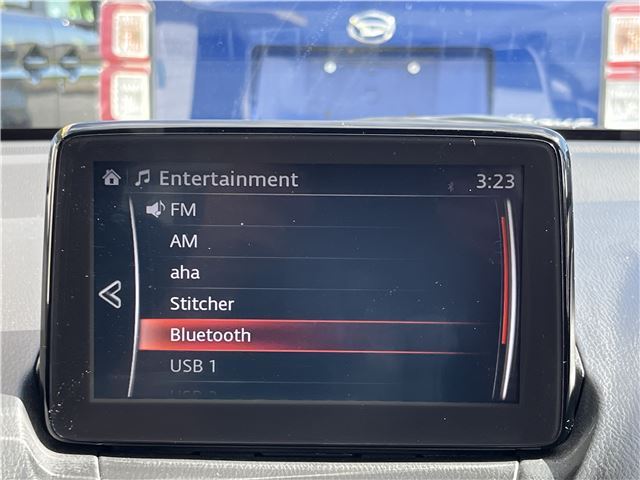 Entertainment 3:23
FM
AM
aha
Stitcher
Bluetooth
USB 1